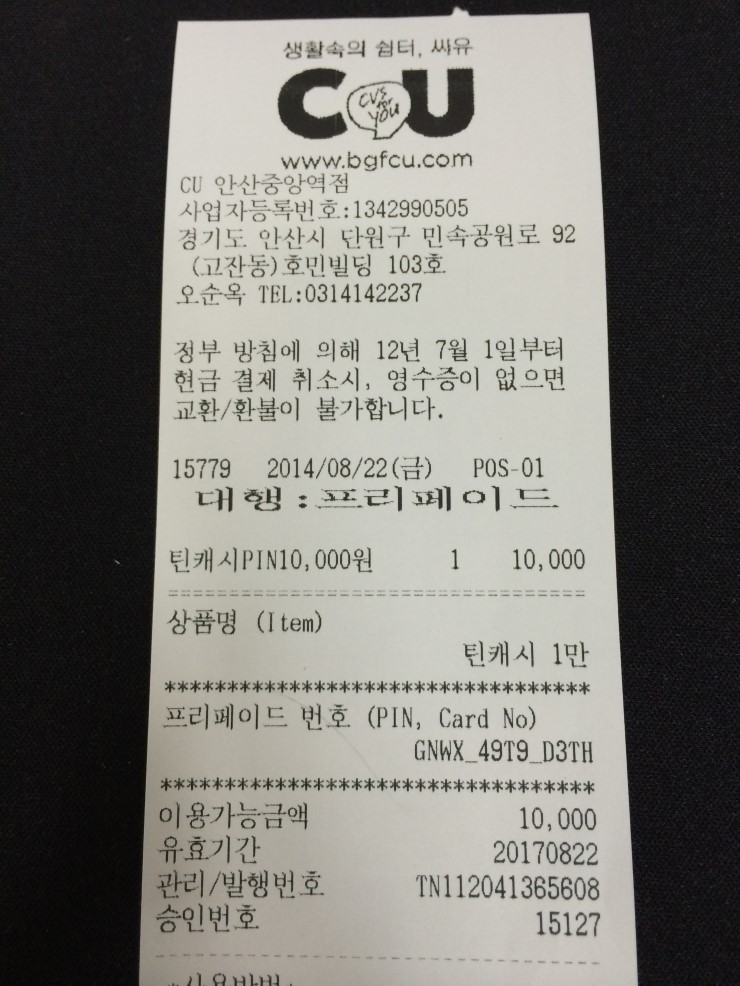 생활속의 쉼터, 씨유
CU
CVS for YOU
www.bgfcu.com
CU 안산중앙역점
사업자등록번호:1342990505
경기도 안산시 단원구 민속공원로 92
(고잔동)호민빌딩 103호
오순옥 TEL:0314142237
정부 방침에 의해 12년 7월 1일부터
현금 결제 취소시, 영수증이 없으면
교환/환불이 불가합니다.
15779 2014/08/22(금) POS-01
대행:프리페이드
틴캐시PIN10,000원 1 10,000
==========================================
상품명 (Item)
틴캐시 1만
************************************
프리페이드 번호 (PIN, Card No)
GNWX_49T9_D3TH
************************************
이용가능금액 10,000
유효기간 20170822
관리/발행번호 TN112041365608
승인번호 15127
------------------------------------------
*사용방법: